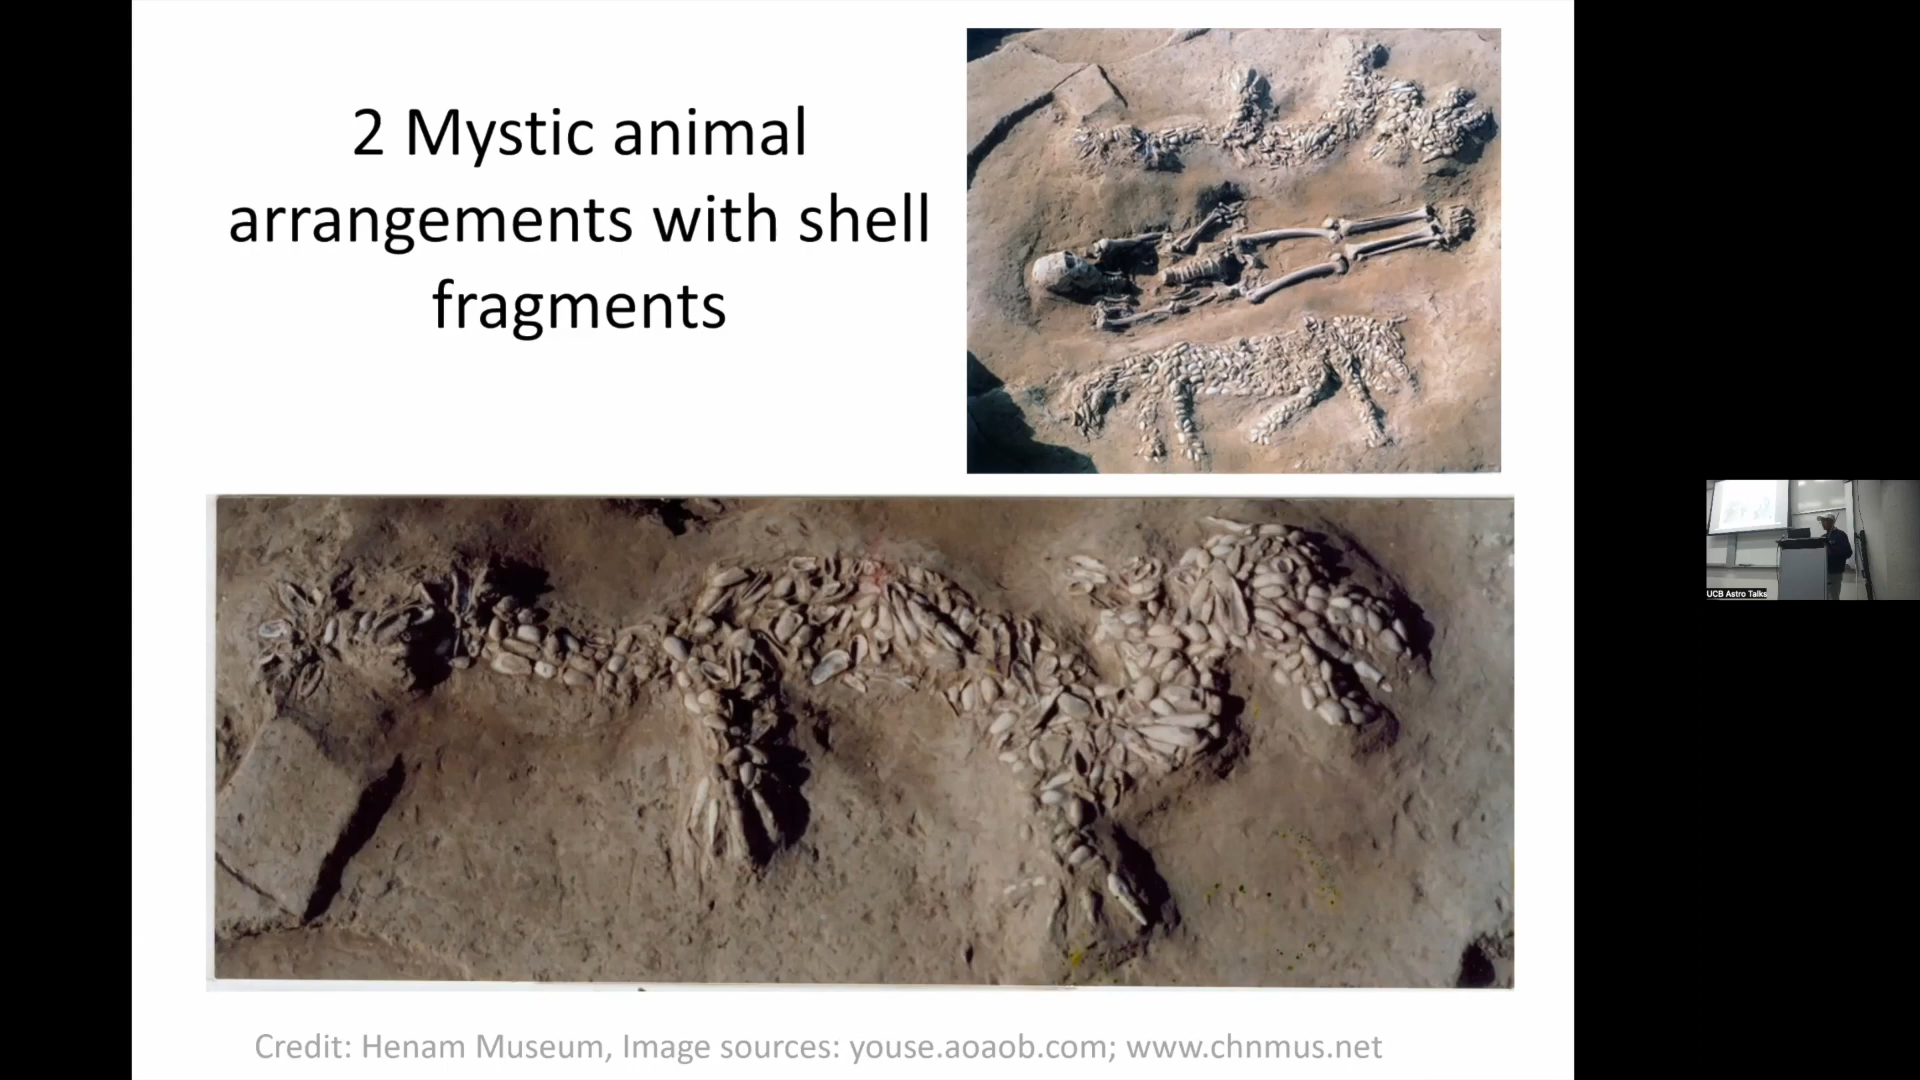 2 Mystic animal
arrangements with shell
fragments
Credit: Henam Museum, Image sources: youse.aoaob.com; www.chnmus.net
UCB Astro Talks